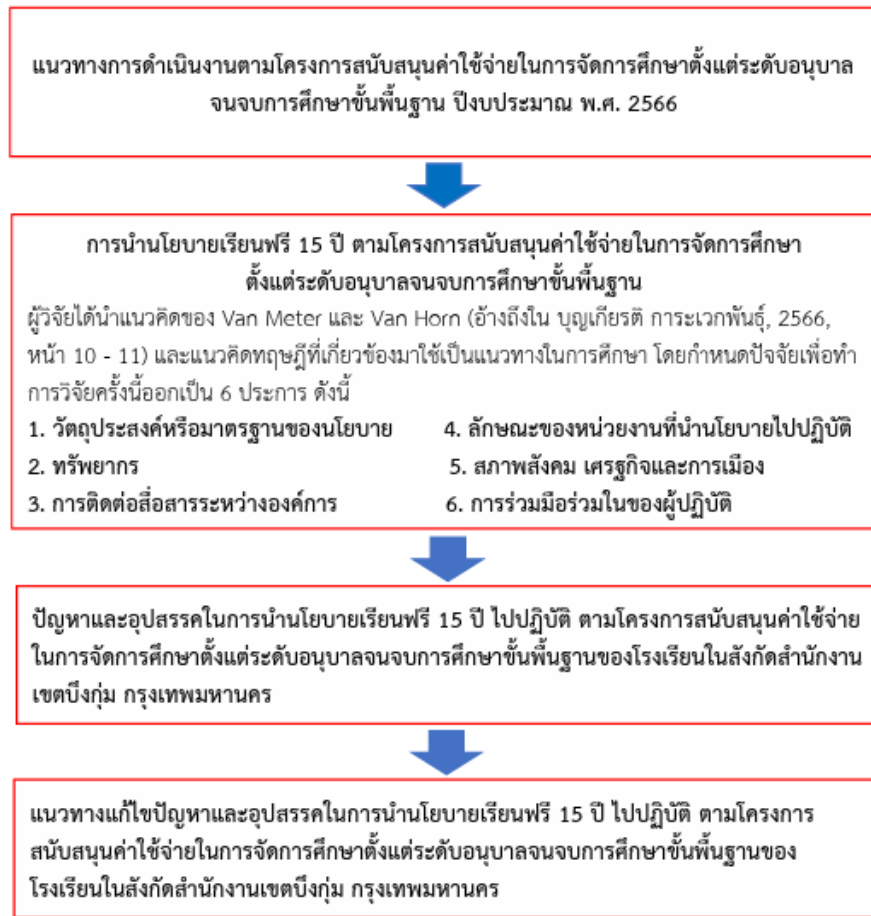 แนวทางการดำเนินงานตามโครงการสนับสนุนค่าใช้จ่ายในการจัดการศึกษาตั้งแต่ระดับอนุบาล
จนจบการศึกษาขั้นพื้นฐาน ปีงบประมาณ พ.ศ. 2566
การนำนโยบายเรียนฟรี 15 ปี ตามโครงการสนับสนุนค่าใช้จ่ายในการจัดการศึกษา
ตั้งแต่ระดับอนุบาลจนจบการศึกษาขั้นพื้นฐาน
ผู้วิจัยได้นำแนวคิดของ Van Meter และ Van Horn (อ้างถึงใน บุญเกียรติ การะเวกพันธุ์, 2566,
หน้า 10 - 11) และแนวคิดทฤษฎีที่เกี่ยวข้องมาใช้เป็นแนวทางในการศึกษา โดยกำหนดปัจจัยเพื่อทำ
การวิจัยครั้งนี้ออกเป็น 6 ประการ ดังนี้
1. วัตถุประสงค์หรือมาตรฐานของนโยบาย
2. ทรัพยากร
3. การติดต่อสื่อสารระหว่างองค์การ
4. ลักษณะของหน่วยงานที่นำนโยบายไปปฏิบัติ
5. สภาพสังคม เศรฐกิจและการเมือง
6. การร่วมมือร่วมในของผู้ปฏิบัติ
ปัญหาและอุปสรรคในการนำนโยบายเรียนฟรี 15 ปี ไปปฏิบัติ ตามโครงการสนับสนุนค่าใช้จ่าย
ในการจัดการศึกษาตั้งแต่ระดับอนุบาลจนจบการศึกษาขั้นพื้นฐานของโรงเรียนในสังกัดสำนักงาน
เขตบึงกุ่ม กรุงเทพมหานคร
แนวทางแก้ไขปัญหาและอุปสรรคในการนำนโยบายเรียนฟรี 15 ปี ไปปฏิบัติ ตามโครงการ
สนับสนุนค่าใช้จ่ายในการจัดการศึกษาตั้งแต่ระดับอนุบาลจนจบการศึกษาขั้นพื้นฐานของ
โรงเรียนในสังกัดสำนักงานเขตบึงกุ่ม กรุงเทพมหานคร